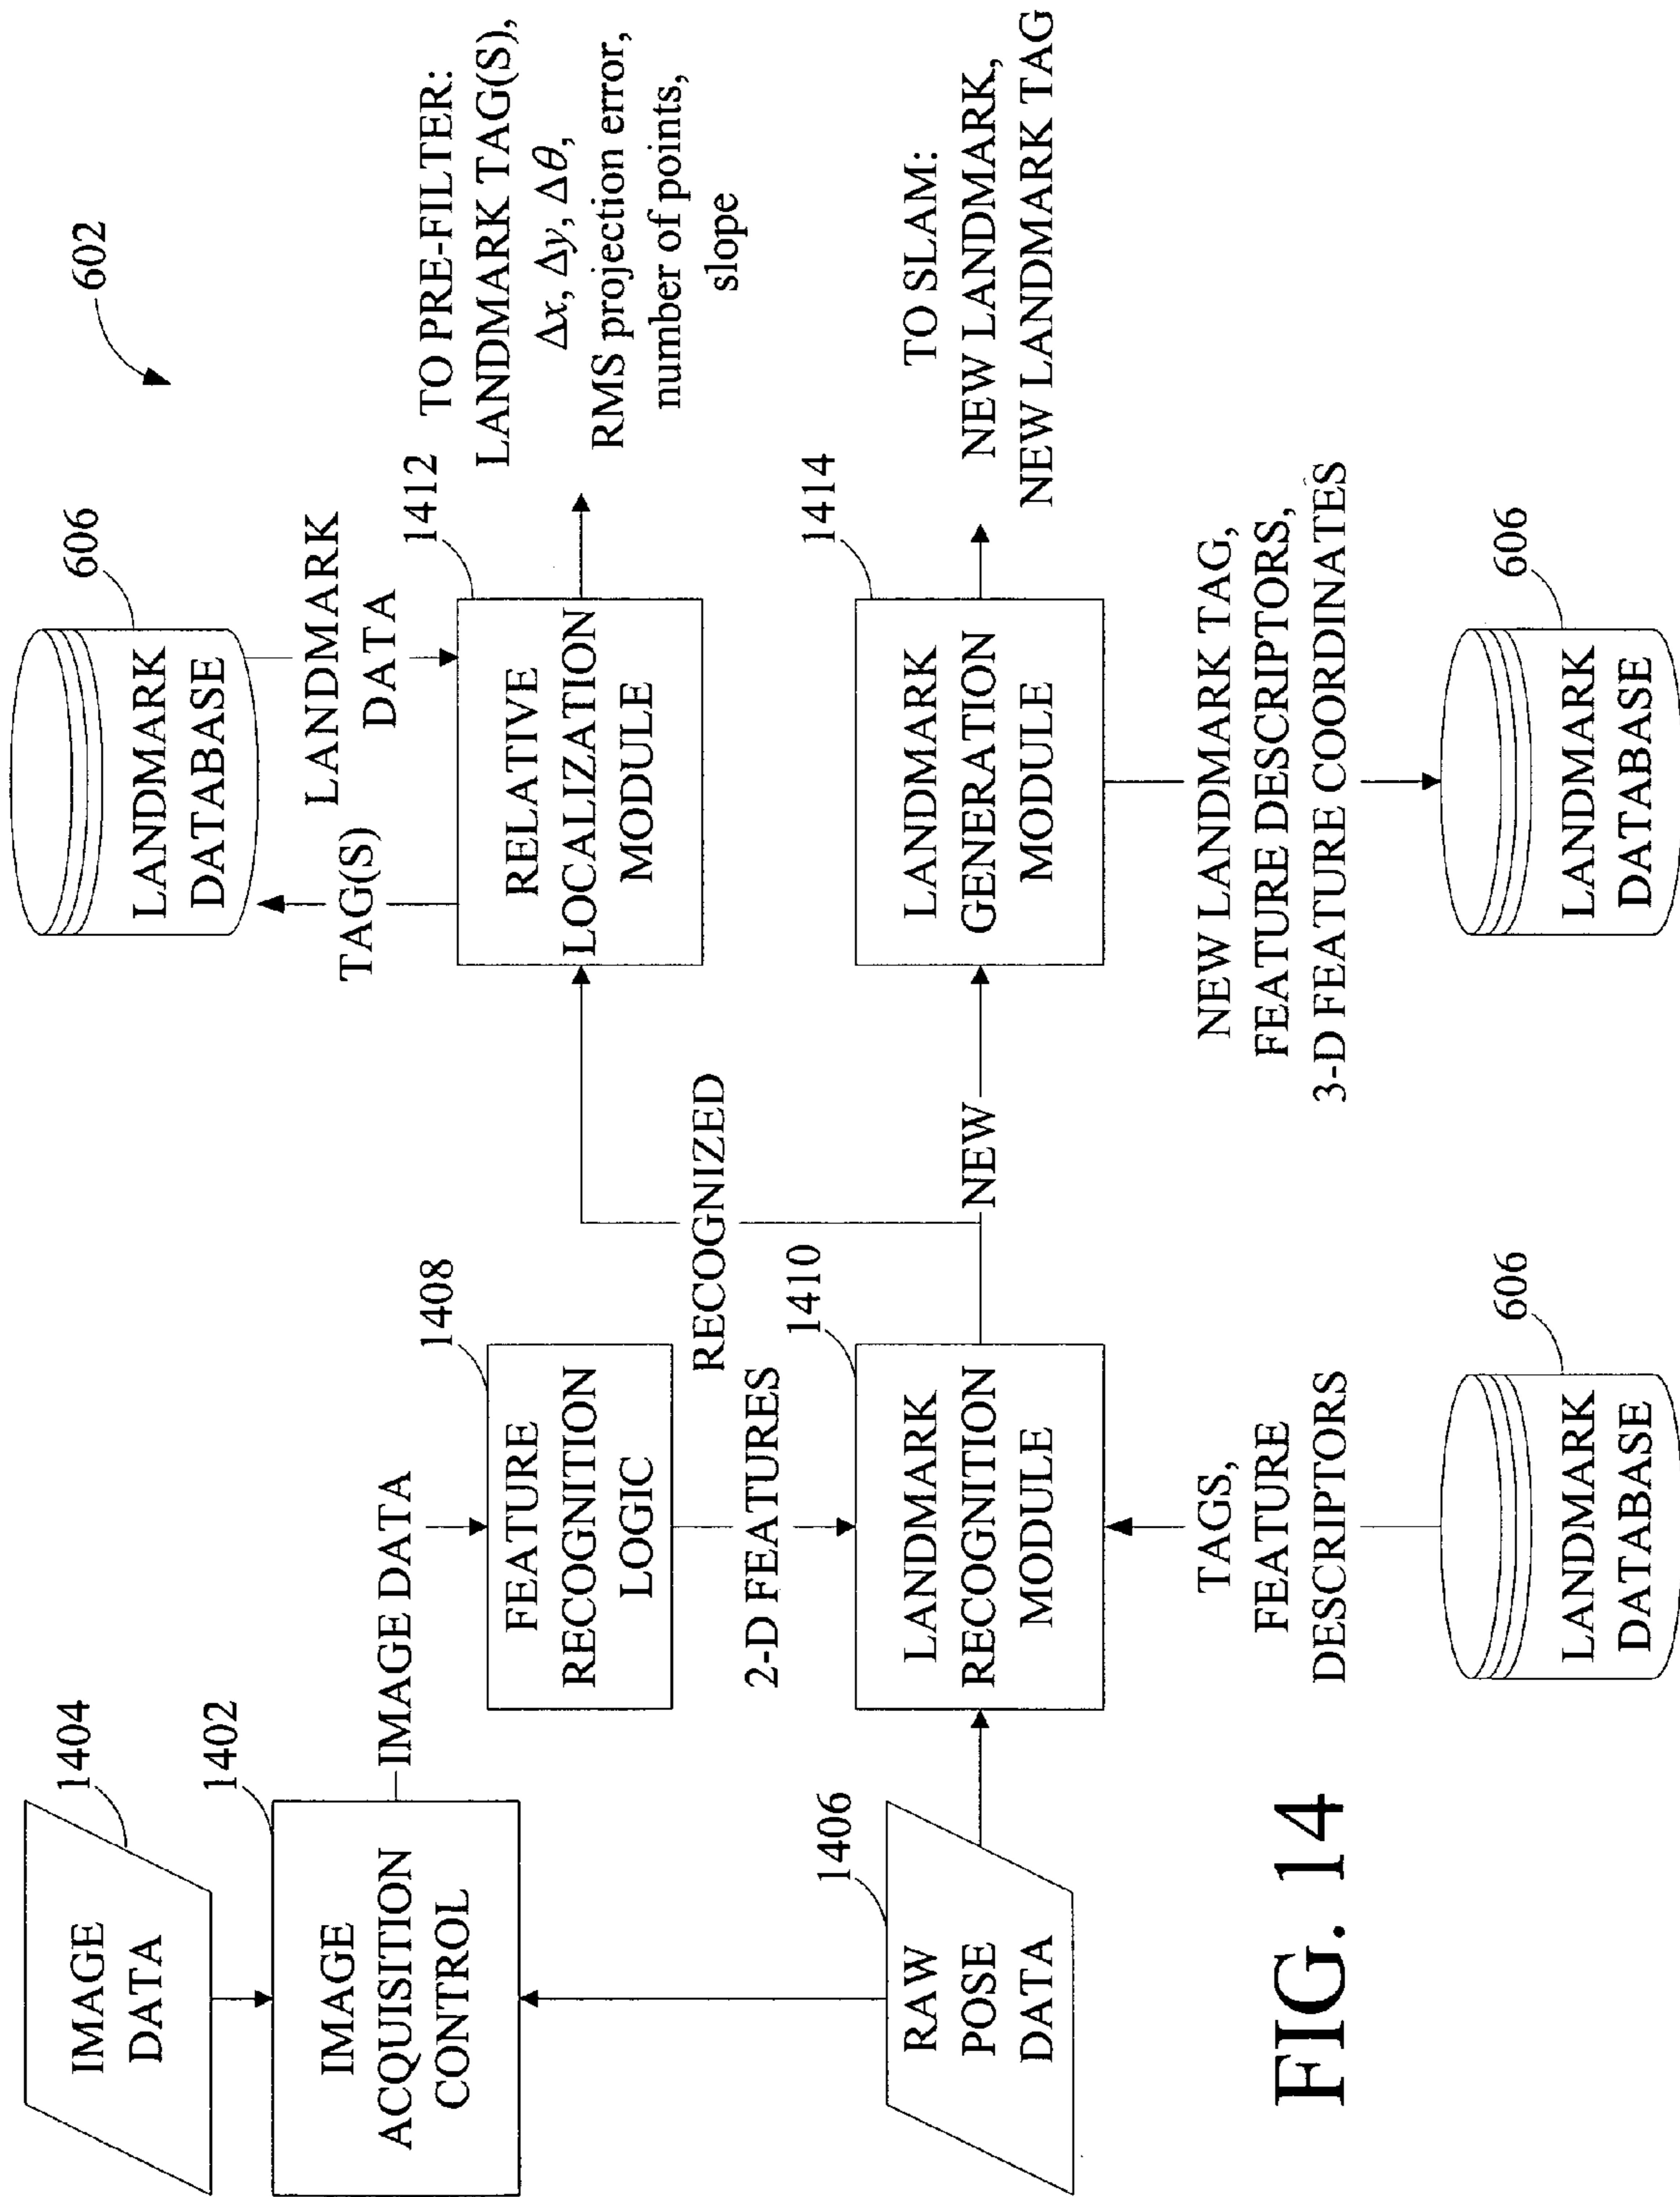 602
IMAGE
DATA
1404
1402
IMAGE
ACQUISITION
CONTROL
IMAGE DATA
1408
FEATURE
RECOGNITION
LOGIC
2-D FEATURES
1406
RAW
POSE
DATA
1410
LANDMARK
RECOGNITION
MODULE
TAGS,
FEATURE
DESCRIPTORS
606
LANDMARK
DATABASE
RECOGNIZED
NEW
606
LANDMARK
DATABASE
TAG(S)
LANDMARK
DATA
1412
RELATIVE
LOCALIZATION
MODULE
TO PRE-FILTER:
LANDMARK TAG(S),
Δx, Δy, Δθ,
RMS projection error,
number of points,
slope
1414
LANDMARK
GENERATION
MODULE
TO SLAM:
NEW LANDMARK,
NEW LANDMARK TAG
NEW LANDMARK TAG,
FEATURE DESCRIPTORS,
3-D FEATURE COORDINATES
606
LANDMARK
DATABASE
FIG. 14